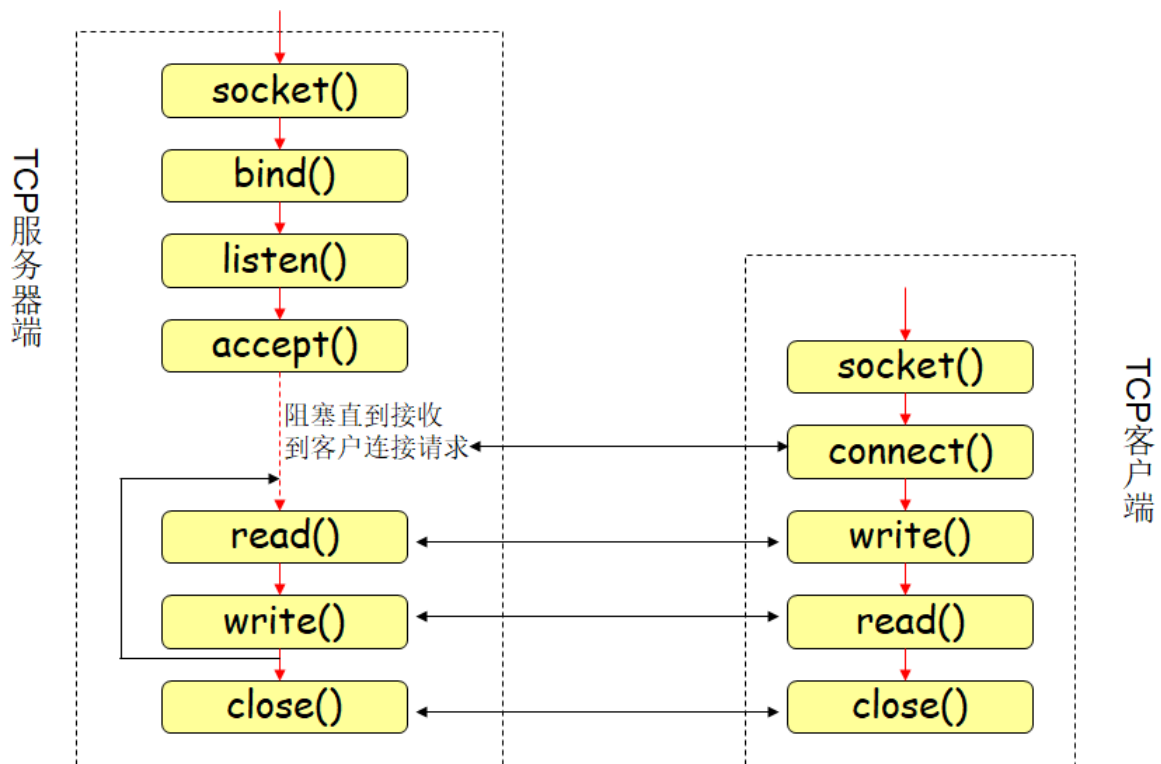 TCP服务器端
socket()
bind()
listen()
accept()
阻塞直到接收
到客户连接请求
read()
write()
close()
socket()
connect()
write()
read()
close()
TCP客户端